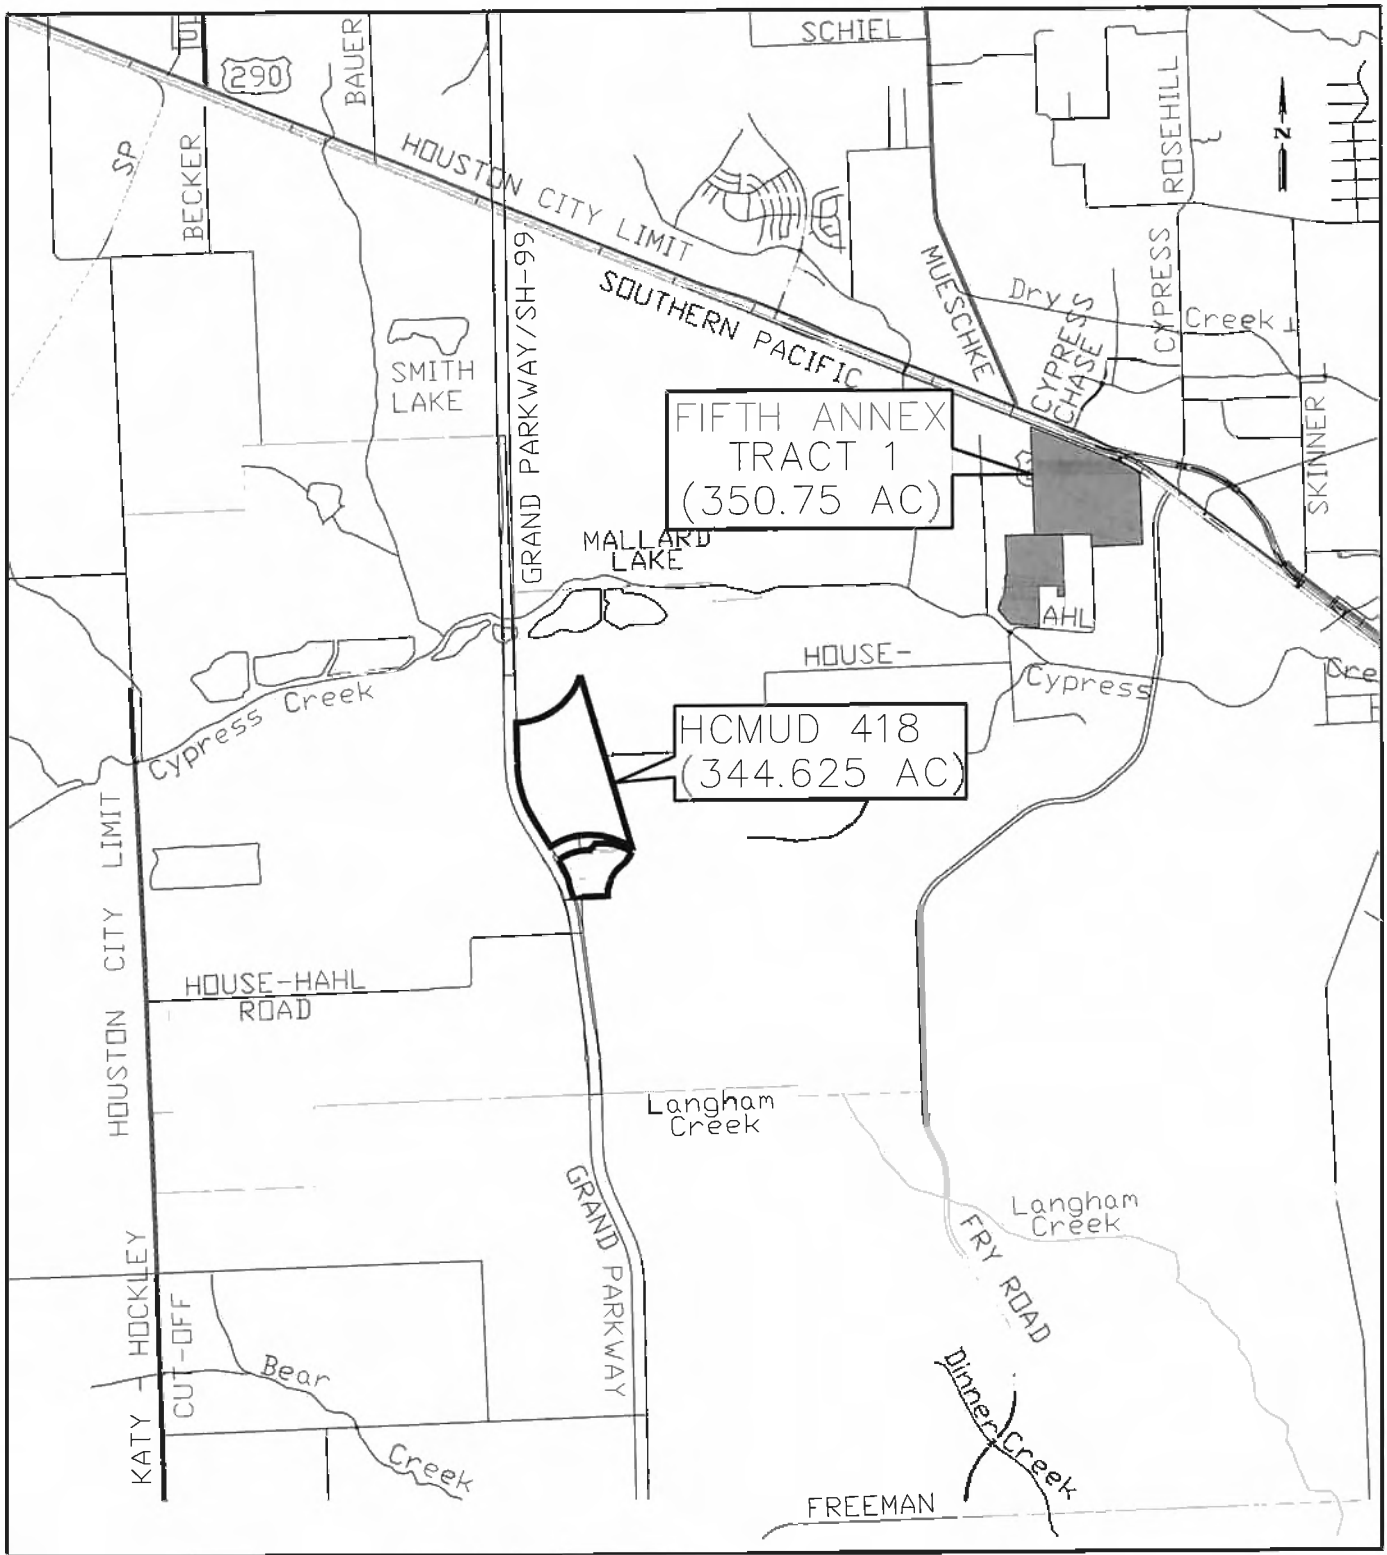 SCHIEL
290
BAUER
SP
BECKER
ROSEHILL
N
HOUSTON CITY LIMIT
SOUTHERN PACIFIC
GRAND PARKWAY/SH-99
MUESCHKE
Dry
Creek
CYPRESS
CYPRESS
CHASE
SKINNER
SMITH
LAKE
FIFTH ANNEX
TRACT 1
(350.75 AC)
MALLARD
LAKE
AHL
HOUSE-
Cypress
Cre
Cypress Creek
HCMUD 418
(344.625 AC)
HOUSTON CITY LIMIT
HOUSE-HAHL
ROAD
Langham
Creek
Langham
Creek
GRAND PARKWAY
FRY ROAD
KATY - HOCKLEY
CUT-OFF
Bear
Creek
Dinner Creek
FREEMAN